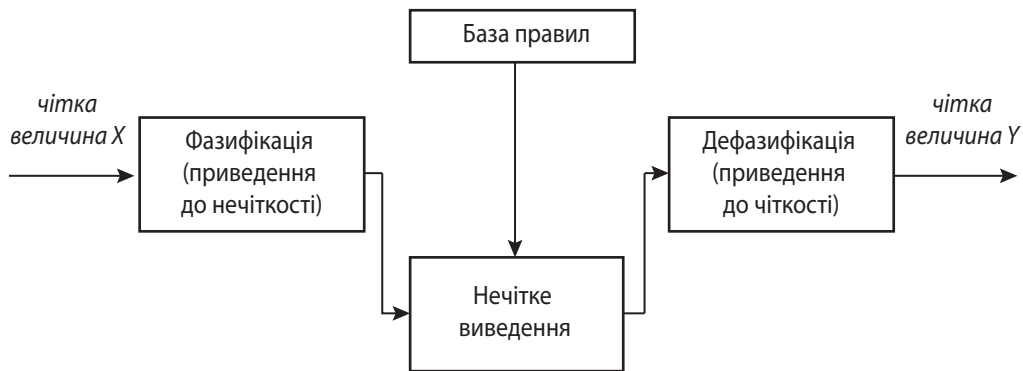 База правил
чітка
величина X
Фазифікація
(приведення
до нечіткості)
Дефазифікація
(приведення
до чіткості)
чітка
величина Y
Нечітке
виведення